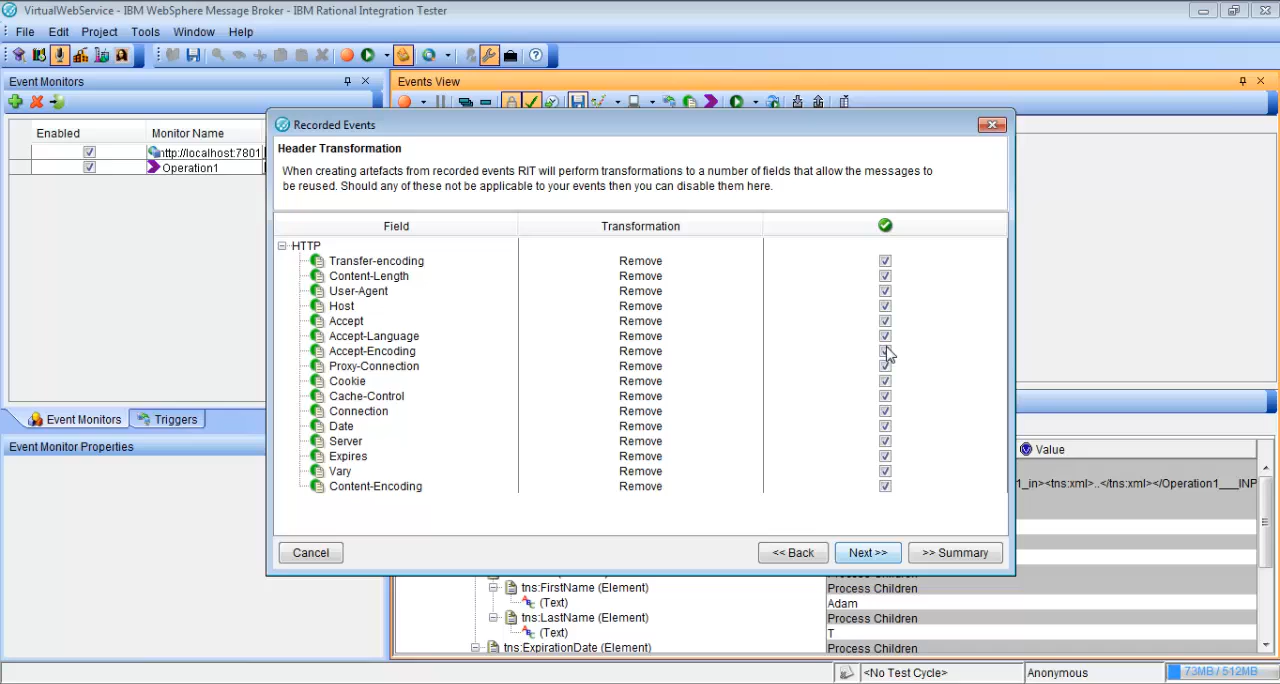 VirtualWebService - IBM WebSphere Message Broker - IBM Rational Integration Tester
File Edit Project Tools Window Help
Event Monitors
Events View
Enabled Monitor Name
http://localhost:7801
Operation1
Recorded Events
Header Transformation
When creating artefacts from recorded events RIT will perform transformations to a number of fields that allow the messages to
be reused. Should any of these not be applicable to your events then you can disable them here.
Field Transformation
HTTP
Transfer-encoding Remove
Content-Length Remove
User-Agent Remove
Host Remove
Accept Remove
Accept-Language Remove
Accept-Encoding Remove
Proxy-Connection Remove
Cookie Remove
Cache-Control Remove
Connection Remove
Date Remove
Server Remove
Expires Remove
Vary Remove
Content-Encoding Remove
Cancel << Back Next >> >> Summary
Event Monitors Triggers
Event Monitor Properties
Value
1_in><tns:xml>..</tns:xml></Operation1___INP
Process Children
tns:FirstName (Element) Process Children
(Text) Adam
tns:LastName (Element) Process Children
(Text) T
tns:ExpirationDate (Element) Process Children
<No Test Cycle> Anonymous 73MB / 512MB